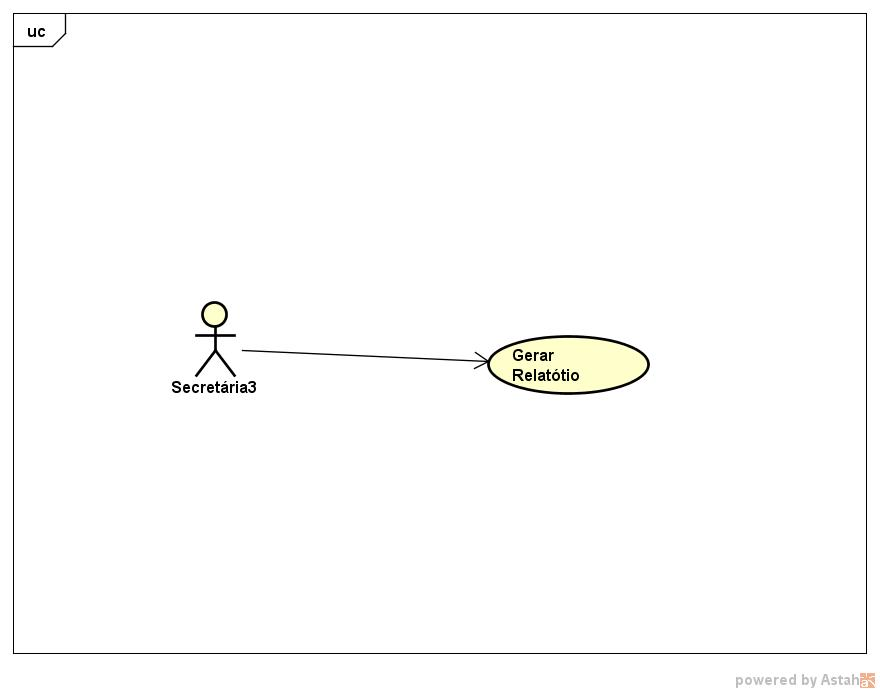 uc
Secretária3
Gerar
Relatótio
powered by Astah